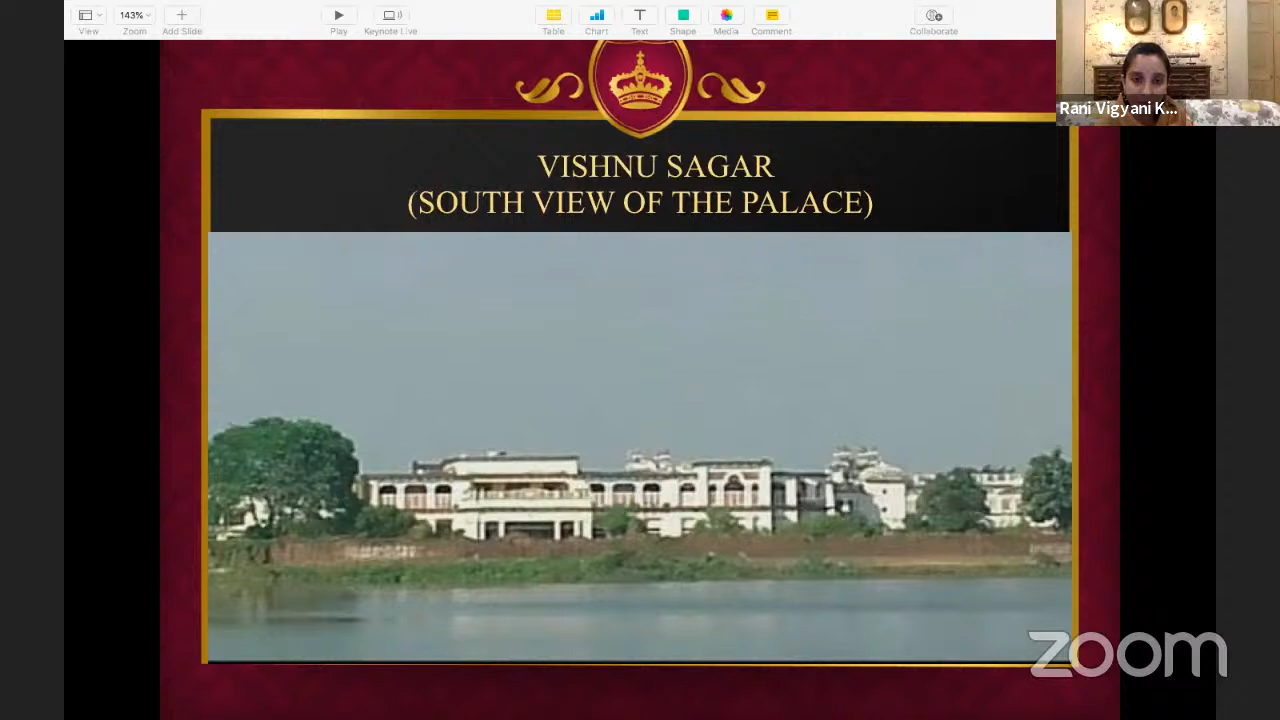 143%
View
Zoom
Add Slide
Play
Keynote Live
Table
Chart
Text
Shape
Media
Comment
Collaborate
Rani Vigyani K...
VISHNU SAGAR
(SOUTH VIEW OF THE PALACE)
zoom